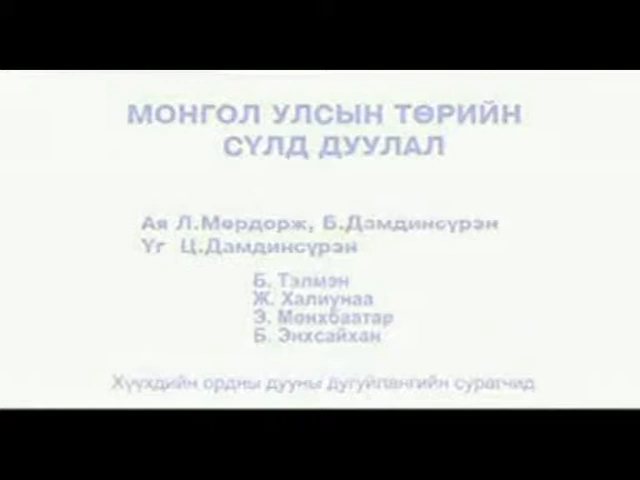 МОНГОЛ УЛСЫН ТӨРИЙН
СҮЛД ДУУЛАЛ
Ая Л.Мөрдорж, Б.Дамдинсүрэн
Үг Ц.Дамдинсүрэн
Б. Тэлмэн
Ж. Халиунаа
Э. Мөнхбаатар
Б. Энхсайхан
Хүүхдийн ордны дууны дугуйлангийн сурагчид